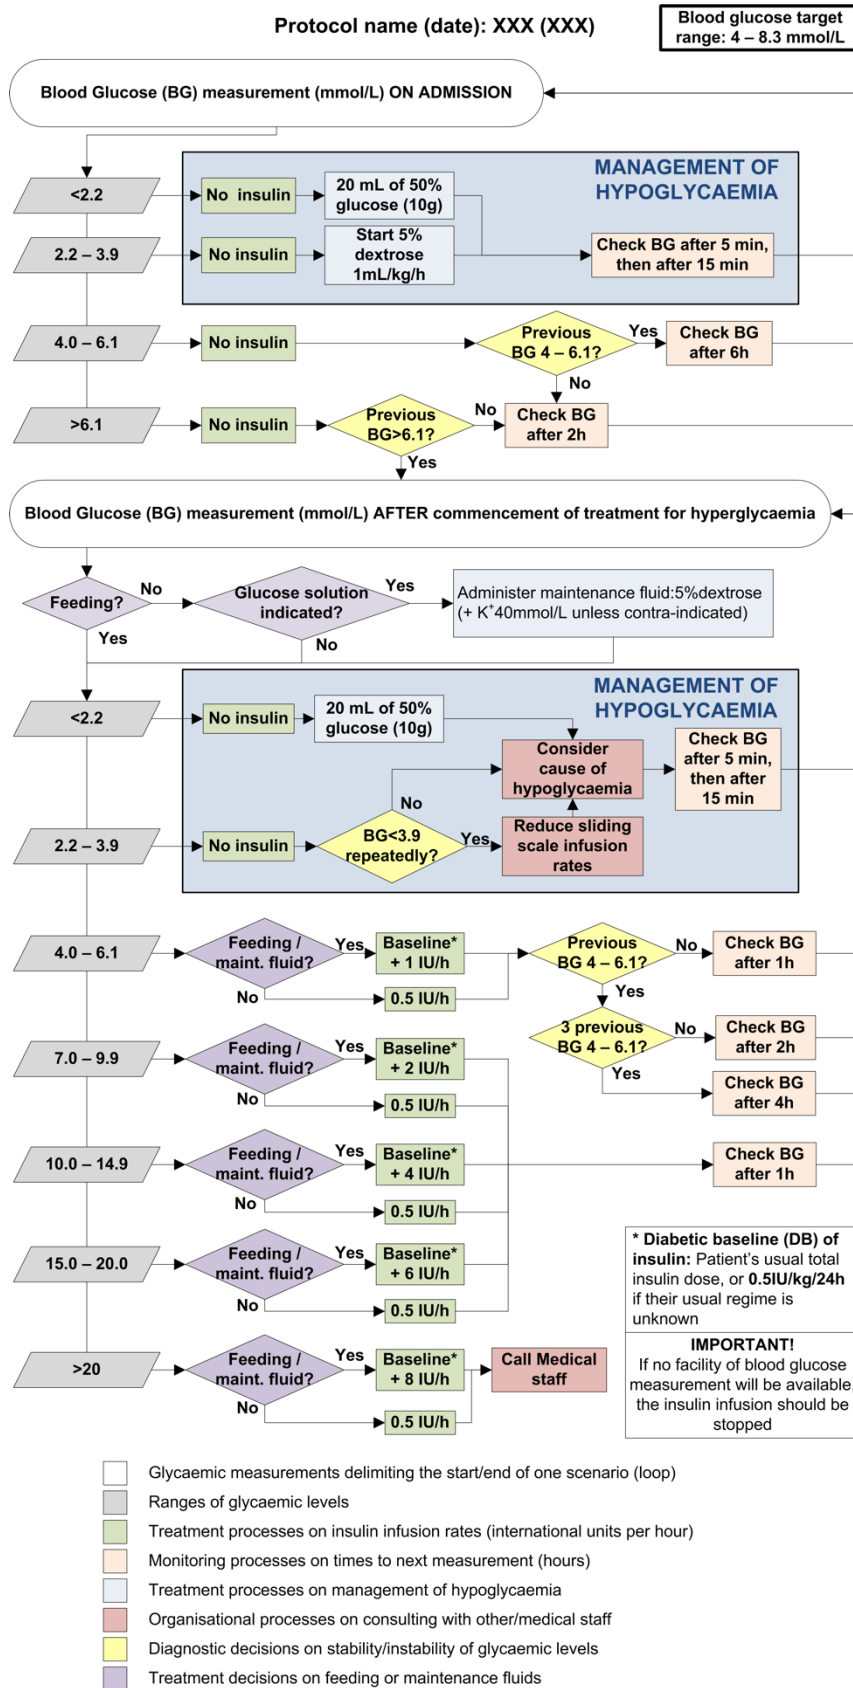 Protocol name (date): XXX (XXX)
Blood glucose target
range: 4 – 8.3 mmol/L
Blood Glucose (BG) measurement (mmol/L) ON ADMISSION
MANAGEMENT OF
HYPOGLYCAEMIA
<2.2
No insulin
20 mL of 50%
glucose (10g)
2.2 – 3.9
No insulin
Start 5%
dextrose
1mL/kg/h
Check BG after 5 min,
then after 15 min
4.0 – 6.1
No insulin
Previous
BG 4 – 6.1?
Yes
Check BG
after 6h
No
>6.1
No insulin
Previous
BG>6.1?
No
Check BG
after 2h
Yes
Blood Glucose (BG) measurement (mmol/L) AFTER commencement of treatment for hyperglycaemia
Feeding?
No
Glucose solution
indicated?
Yes
Administer maintenance fluid:5%dextrose
(+ K+40mmol/L unless contra-indicated)
Yes
No
MANAGEMENT OF
HYPOGLYCAEMIA
<2.2
No insulin
20 mL of 50%
glucose (10g)
Consider
cause of
hypoglycaemia
Check BG
after 5 min,
then after
15 min
No
2.2 – 3.9
No insulin
BG<3.9
repeatedly?
Yes
Reduce sliding
scale infusion
rates
4.0 – 6.1
Feeding /
maint. fluid?
Yes
Baseline*
+ 1 IU/h
Previous
BG 4 – 6.1?
No
Check BG
after 1h
No
0.5 IU/h
Yes
7.0 – 9.9
Feeding /
maint. fluid?
Yes
Baseline*
+ 2 IU/h
3 previous
BG 4 – 6.1?
No
Check BG
after 2h
No
0.5 IU/h
Yes
Check BG
after 4h
10.0 – 14.9
Feeding /
maint. fluid?
Yes
Baseline*
+ 4 IU/h
Check BG
after 1h
No
0.5 IU/h
15.0 – 20.0
Feeding /
maint. fluid?
Yes
Baseline*
+ 6 IU/h
No
0.5 IU/h
* Diabetic baseline (DB) of
insulin: Patient's usual total
insulin dose, or 0.5IU/kg/24h
if their usual regime is
unknown
>20
Feeding /
maint. fluid?
Yes
Baseline*
+ 8 IU/h
Call Medical
staff
No
0.5 IU/h
IMPORTANT!
If no facility of blood glucose
measurement will be available,
the insulin infusion should be
stopped
Glycaemic measurements delimiting the start/end of one scenario (loop)
Ranges of glycaemic levels
Treatment processes on insulin infusion rates (international units per hour)
Monitoring processes on times to next measurement (hours)
Treatment processes on management of hypoglycaemia
Organisational processes on consulting with other/medical staff
Diagnostic decisions on stability/instability of glycaemic levels
Treatment decisions on feeding or maintenance fluids